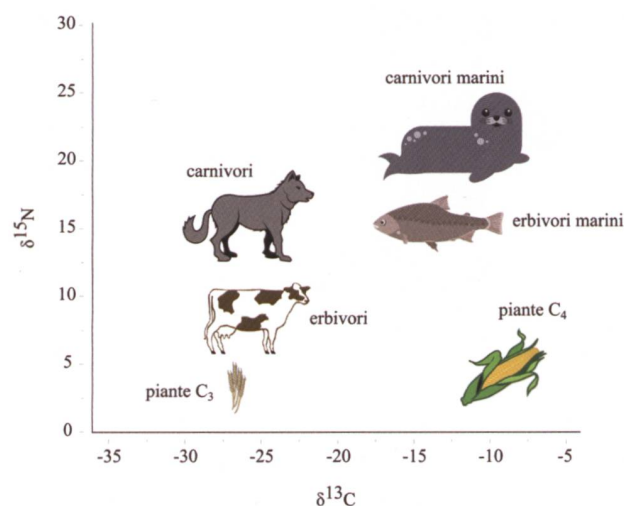 30
25
20
15
10
5
0
δ15N
carnivori marini
carnivori
erbivori marini
erbivori
piante C4
piante C3
-35
-30
-25
-20
-15
-10
-5
δ13C